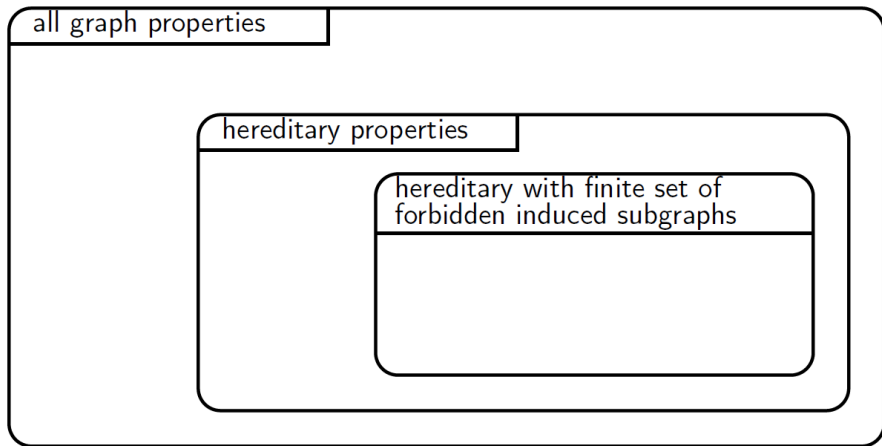 all graph properties
hereditary properties
hereditary with finite set of
forbidden induced subgraphs